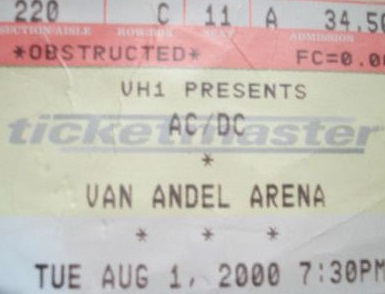 220 C 11 A 34.50
SECTION/AISLE ROW/BOX SEAT ADMISSION
*OBSTRUCTED* FC=0.00
VH1 PRESENTS
ticketmaster
AC/DC
*
VAN ANDEL ARENA
* * *
TUE AUG 1, 2000 7:30PM